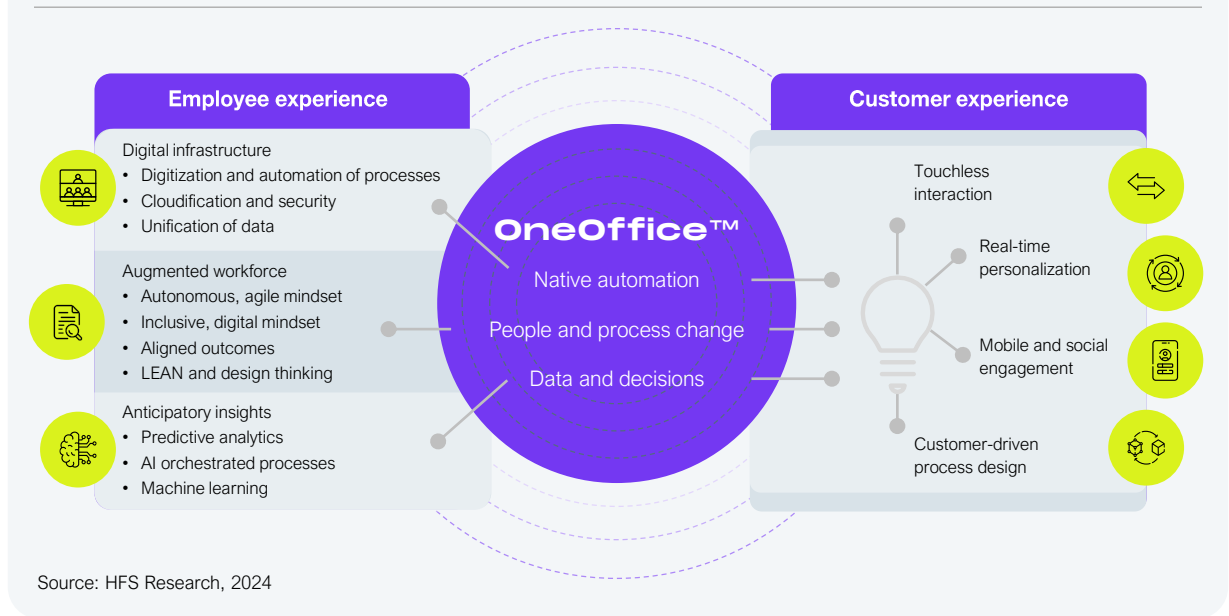 Employee experience
Digital infrastructure
• Digitization and automation of processes
• Cloudification and security
• Unification of data
Augmented workforce
• Autonomous, agile mindset
• Inclusive, digital mindset
• Aligned outcomes
• LEAN and design thinking
Anticipatory insights
• Predictive analytics
• AI orchestrated processes
• Machine learning
OneOffice™
Native automation
People and process change
Data and decisions
Customer experience
Touchless
interaction
Real-time
personalization
Mobile and social
engagement
Customer-driven
process design
Source: HFS Research, 2024